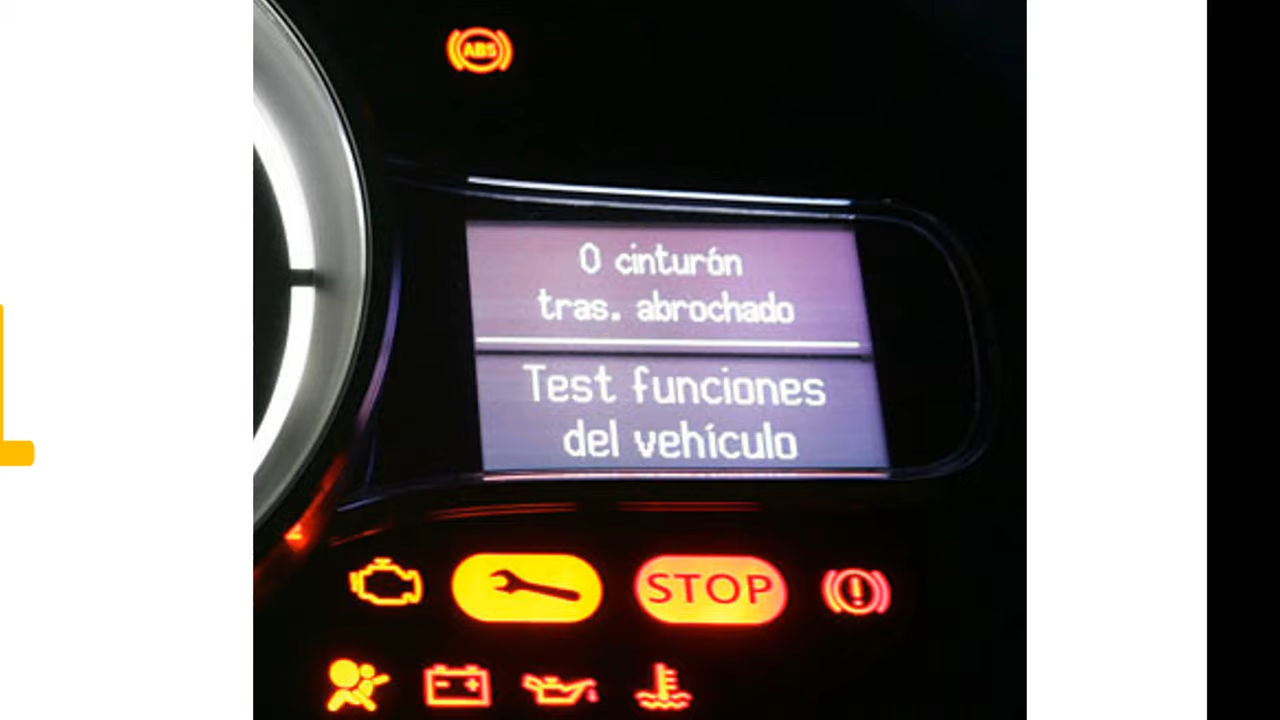 ABS
0 cinturón
tras. abrochado
Test funciones
del vehículo
STOP